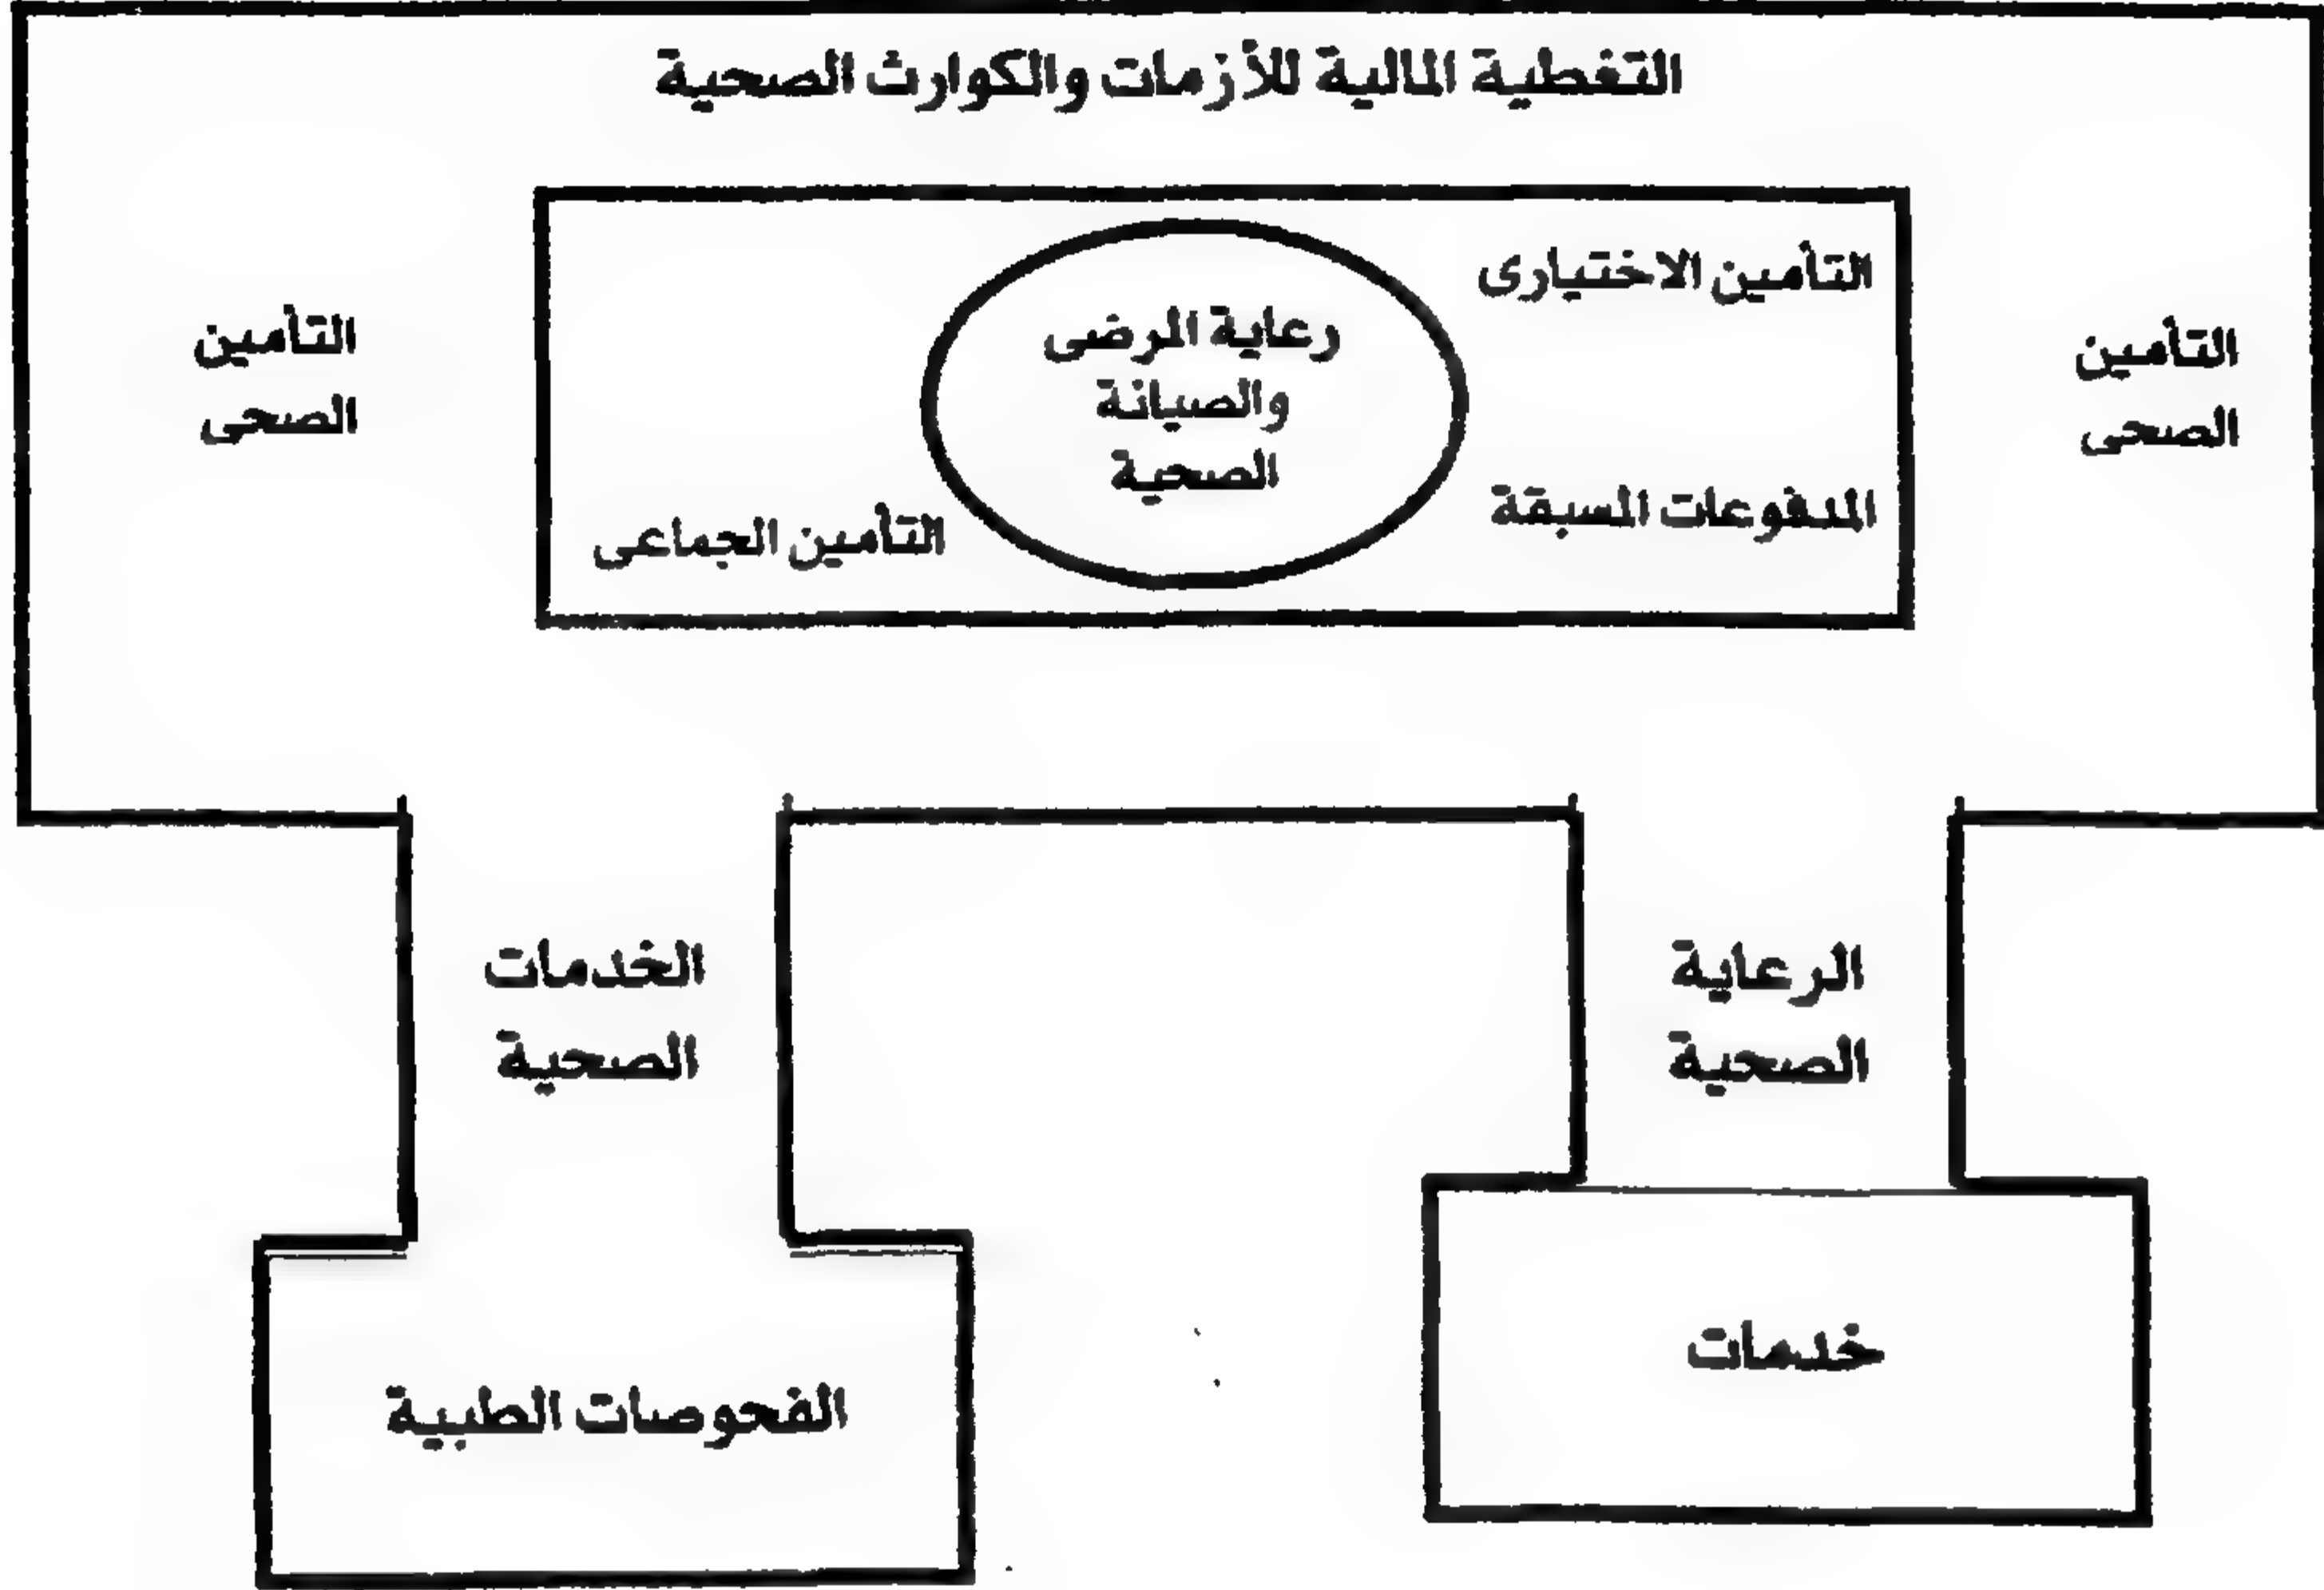 التغطية المالية للأزمات والكوارث الصحية
التأمين الاختيارى
رعاية المرضى
والصيانة
الصحية
التأمين
الصحى
التأمين
الصحى
المدفوعات المسبقة
التأمين الجماعى
الرعاية
الصحية
الخدمات
الصحية
خدمات
الفحوصات الطبية